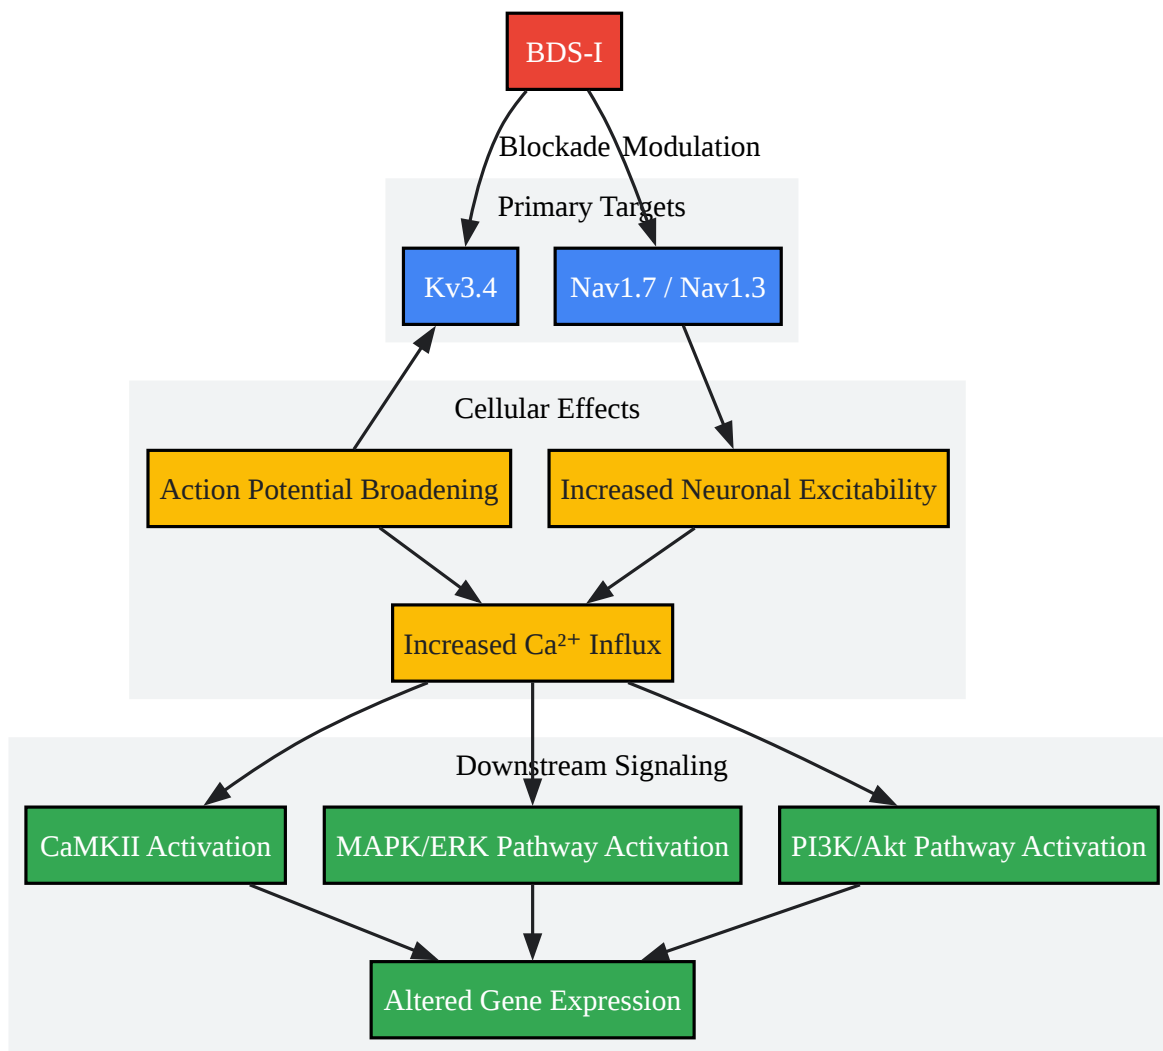 BDS-I
Blockade
Modulation
Primary Targets
Kv3.4
Nav1.7 / Nav1.3
Cellular Effects
Action Potential Broadening
Increased Neuronal Excitability
Increased Ca²⁺ Influx
Downstream Signaling
CaMKII Activation
MAPK/ERK Pathway Activation
PI3K/Akt Pathway Activation
Altered Gene Expression